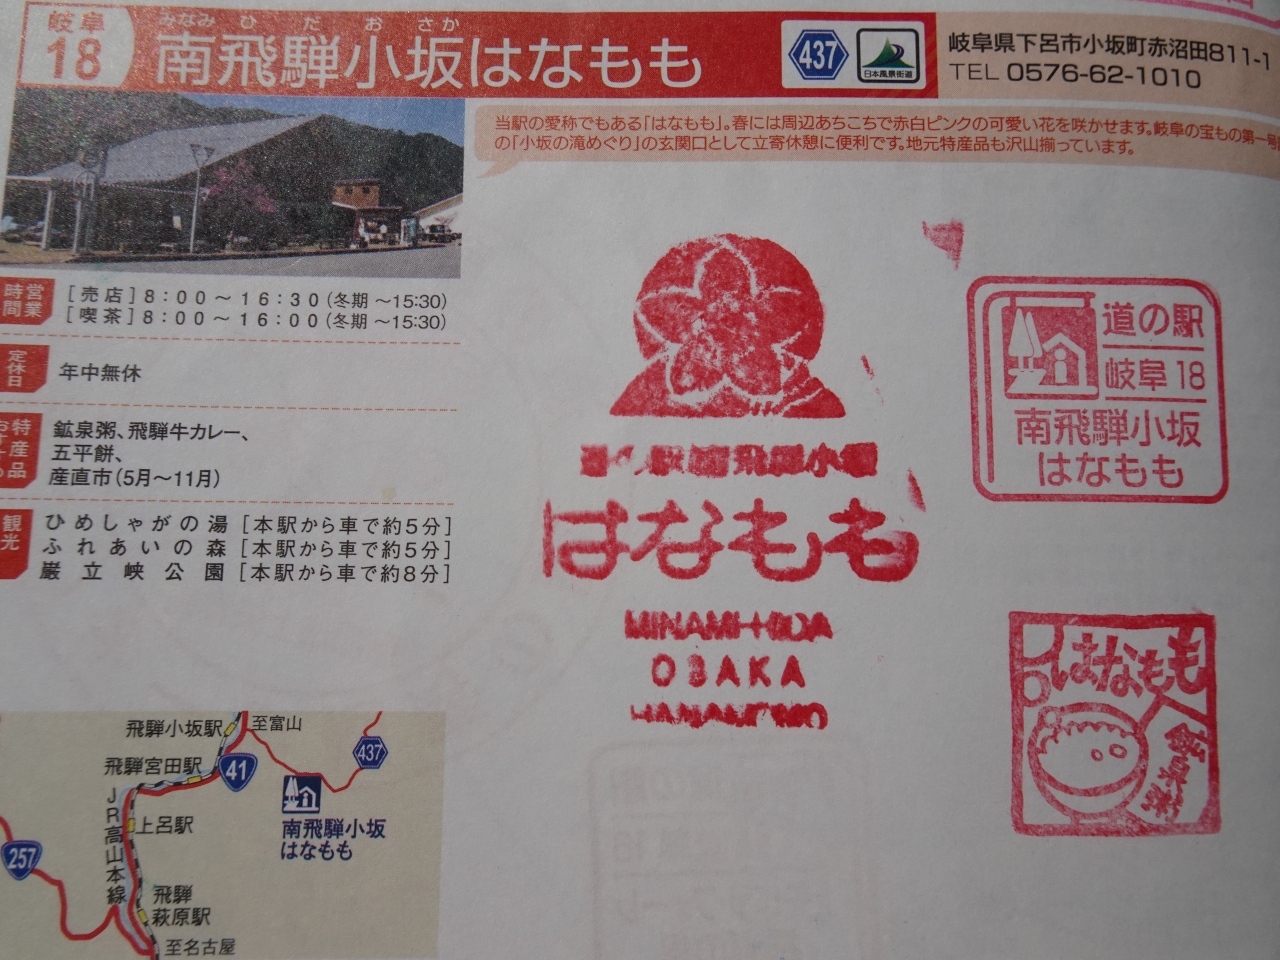 岐阜
18
みなみ ひ だ お さか
南飛騨小坂はなもも
437
日本風景街道
岐阜県下呂市小坂町赤沼田811-1
TEL 0576-62-1010
当駅の愛称でもある「はなもも」。春には周辺あちこちで赤白ピンクの可愛い花を咲かせます。岐阜の宝もの第一号
の「小坂の滝めぐり」の玄関口として立寄休憩に便利です。地元特産品も沢山揃っています。
営業時間
[売店]8:00～16:30(冬期 ～15:30)
[喫茶]8:00～16:00(冬期 ～15:30)
定休日
年中無休
特産品
鉱泉粥、飛騨牛カレー、
五平餅、
産直市(5月～11月)
観光
ひめしゃがの湯 [本駅から車で約5分]
ふれあいの森 [本駅から車で約5分]
巌立峡公園 [本駅から車で約8分]
道の駅
岐阜 18
南飛騨小坂
はなもも
南飛騨小坂
はなもも
MINAMIHIDA
OSAKA
HANAMOMO
はなもも
鉱泉粥
飛騨小坂駅
至富山
飛騨宮田駅
41
437
JR高山本線
上呂駅
南飛騨小坂
はなもも
257
飛騨
萩原駅
至名古屋